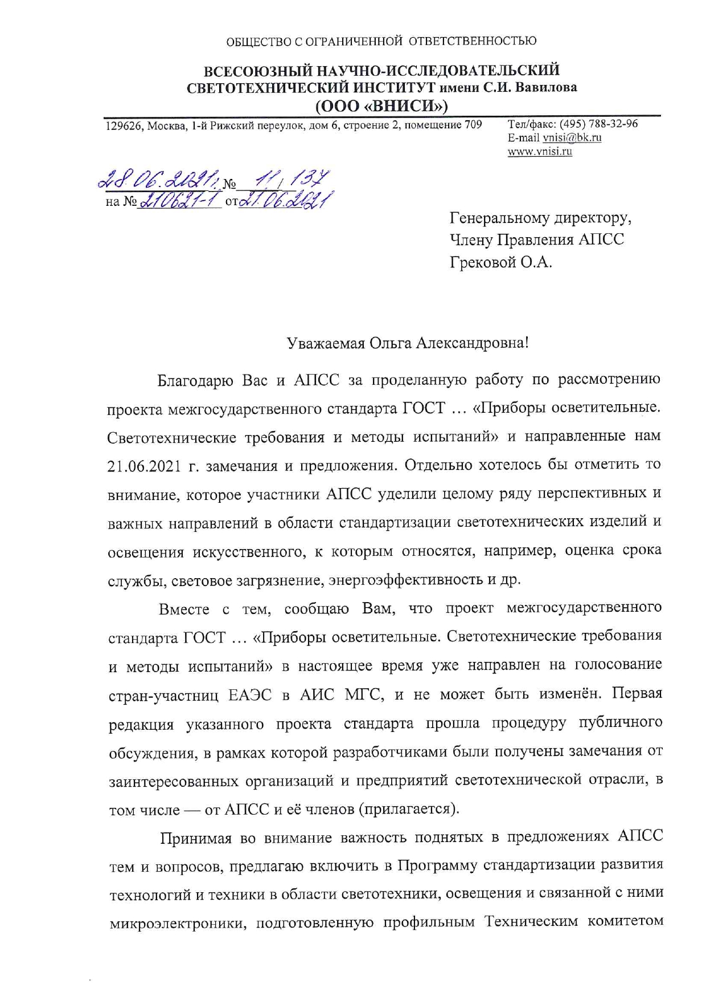 ОБЩЕСТВО С ОГРАНИЧЕННОЙ ОТВЕТСТВЕННОСТЬЮ
ВСЕСОЮЗНЫЙ НАУЧНО-ИССЛЕДОВАТЕЛЬСКИЙ
СВЕТОТЕХНИЧЕСКИЙ ИНСТИТУТ имени С.И. Вавилова
(ООО «ВНИСИ»)
129626, Москва, 1-й Рижский переулок, дом 6, строение 2, помещение 709
Тел/факс: (495) 788-32-96
E-mail vnisi@bk.ru
www.vnisi.ru
28.06.2021г. № 11 / 137
на № 210621-1 от 21.06.2021
Генеральному директору,
Члену Правления АПСС
Грековой О.А.
Уважаемая Ольга Александровна!
Благодарю Вас и АПСС за проделанную работу по рассмотрению
проекта межгосударственного стандарта ГОСТ … «Приборы осветительные.
Светотехнические требования и методы испытаний» и направленные нам
21.06.2021 г. замечания и предложения. Отдельно хотелось бы отметить то
внимание, которое участники АПСС уделили целому ряду перспективных и
важных направлений в области стандартизации светотехнических изделий и
освещения искусственного, к которым относятся, например, оценка срока
службы, световое загрязнение, энергоэффективность и др.
Вместе с тем, сообщаю Вам, что проект межгосударственного
стандарта ГОСТ … «Приборы осветительные. Светотехнические требования
и методы испытаний» в настоящее время уже направлен на голосование
стран-участниц ЕАЭС в АИС МГС, и не может быть изменён. Первая
редакция указанного проекта стандарта прошла процедуру публичного
обсуждения, в рамках которой разработчиками были получены замечания от
заинтересованных организаций и предприятий светотехнической отрасли, в
том числе — от АПСС и её членов (прилагается).
Принимая во внимание важность поднятых в предложениях АПСС
тем и вопросов, предлагаю включить в Программу стандартизации развития
технологий и техники в области светотехники, освещения и связанной с ними
микроэлектроники, подготовленную профильным Техническим комитетом